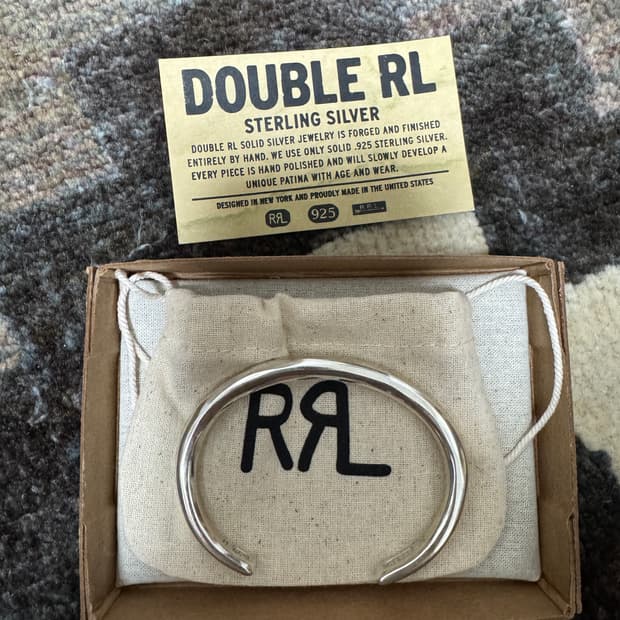 DOUBLE RL
STERLING SILVER
DOUBLE RL SOLID SILVER JEWELRY IS FORGED AND FINISHED
ENTIRELY BY HAND. WE USE ONLY SOLID .925 STERLING SILVER.
EVERY PIECE IS HAND POLISHED AND WILL SLOWLY DEVELOP A
UNIQUE PATINA WITH AGE AND WEAR.
DESIGNED IN NEW YORK AND PROUDLY MADE IN THE UNITED STATES
RRL 925 RRL
RRL